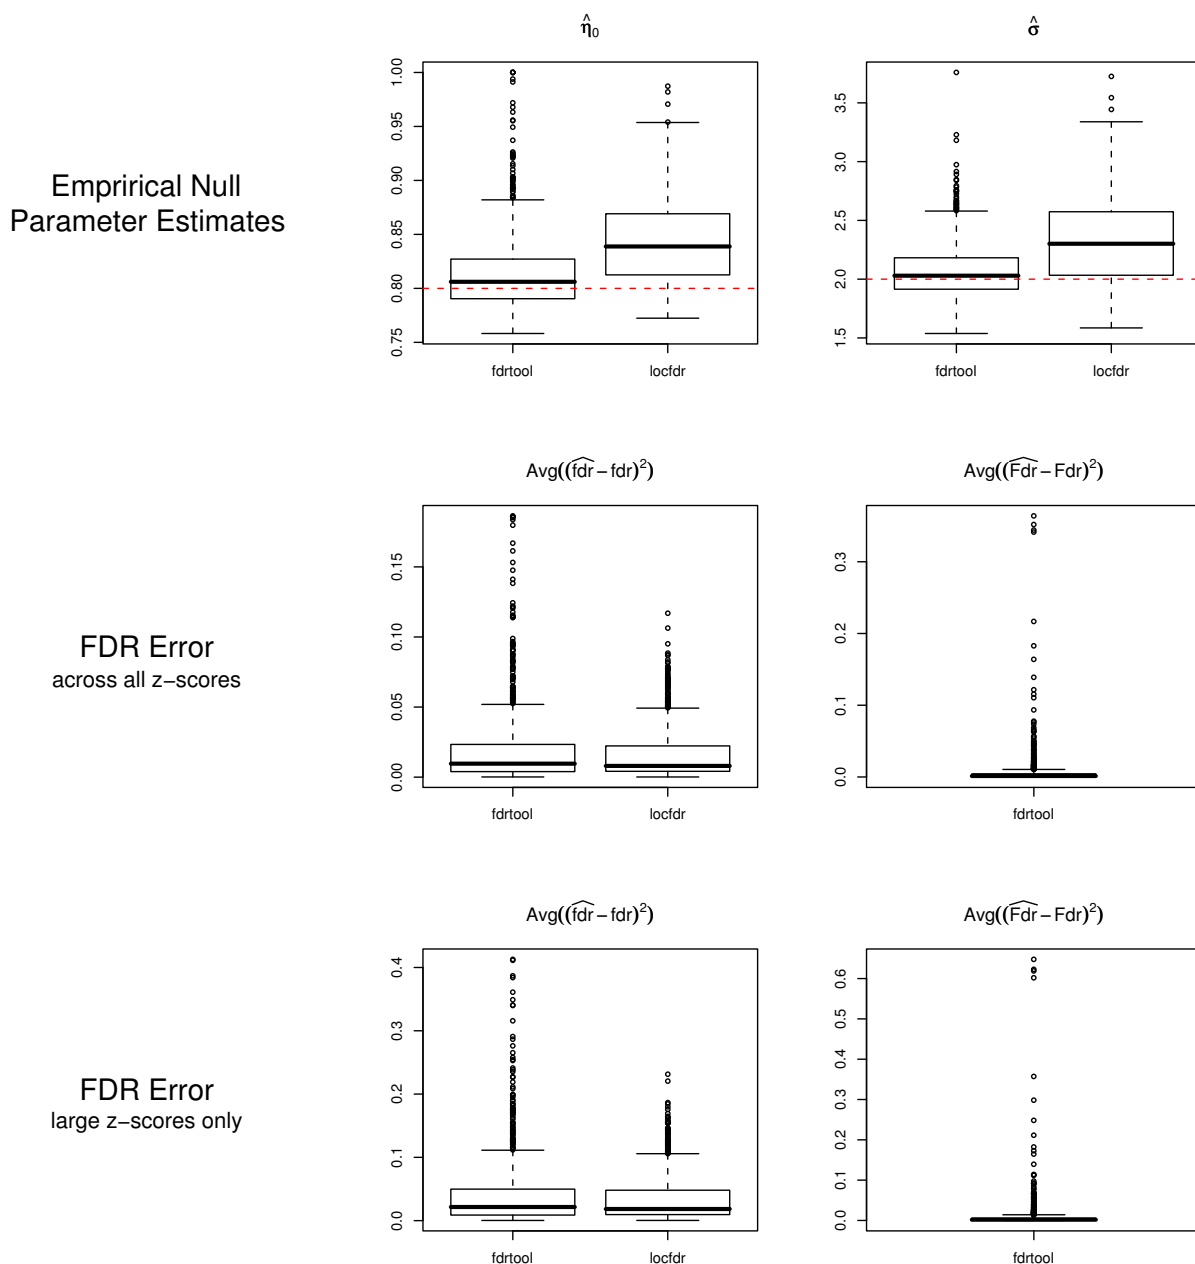 η̂₀
σ̂
Emprirical Null
Parameter Estimates
1.00
0.95
0.90
0.85
0.80
0.75
3.5
3.0
2.5
2.0
1.5
fdrtool
locfdr
fdrtool
locfdr
Avg((f̂dr − fdr)²)
Avg((F̂dr − Fdr)²)
FDR Error
across all z−scores
0.15
0.10
0.05
0.00
0.3
0.2
0.1
0.0
fdrtool
locfdr
fdrtool
Avg((f̂dr − fdr)²)
Avg((F̂dr − Fdr)²)
FDR Error
large z−scores only
0.4
0.3
0.2
0.1
0.0
0.6
0.5
0.4
0.3
0.2
0.1
0.0
fdrtool
locfdr
fdrtool